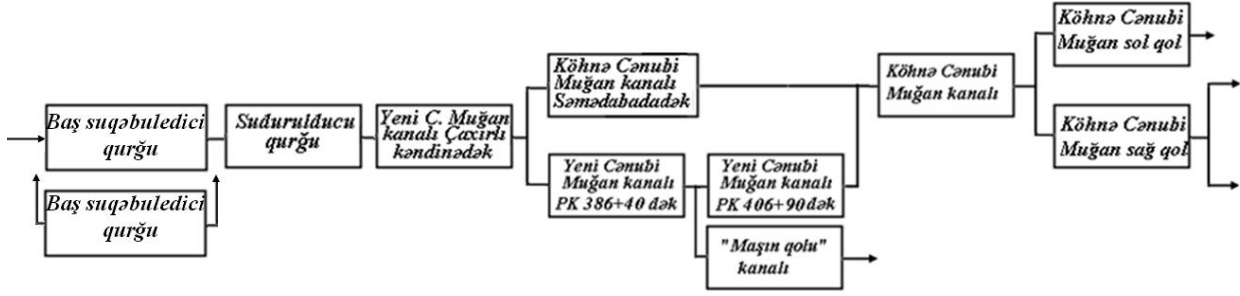 Baş suqəbuledici
qurğu
Baş suqəbuledici
qurğu
Sudurulducu
qurğu
Yeni C. Muğan
kanalı Çaxırlı
kəndinədək
Köhnə Cənubi
Muğan kanalı
Səmədabadadək
Yeni Cənubi
Muğan kanalı
PK 386+40 dək
Yeni Cənubi
Muğan kanalı
PK 406+90dək
"Maşın qolu"
kanalı
Köhnə Cənubi
Muğan kanalı
Köhnə Cənubi
Muğan sol qol
Köhnə Cənubi
Muğan sağ qol